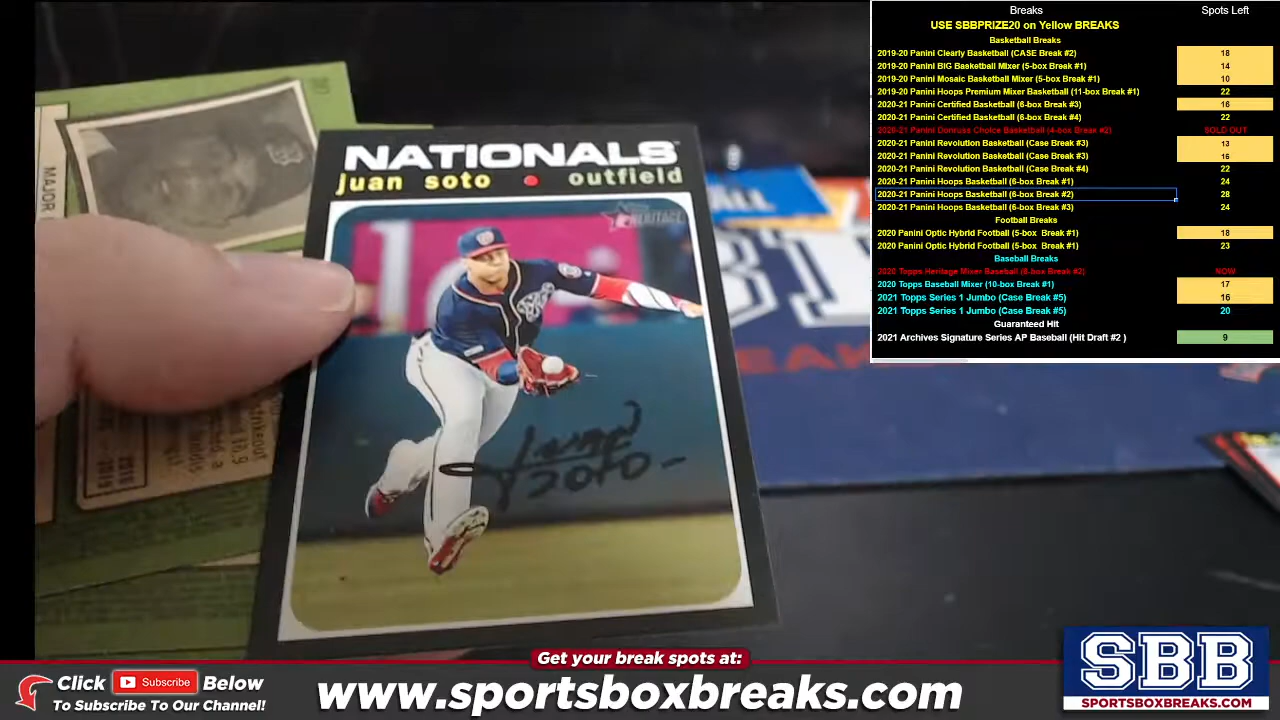 Breaks Spots Left
USE SBBPRIZE20 on Yellow BREAKS
Basketball Breaks
2019-20 Panini Clearly Basketball (CASE Break #2) 18
2019-20 Panini BIG Basketball Mixer (5-box Break #1) 14
2019-20 Panini Mosaic Basketball Mixer (5-box Break #1) 10
2019-20 Panini Hoops Premium Mixer Basketball (11-box Break #1) 22
2020-21 Panini Certified Basketball (6-box Break #3) 16
2020-21 Panini Certified Basketball (6-box Break #4) 22
2020-21 Panini Donruss Choice Basketball (4-box Break #2) SOLD OUT
2020-21 Panini Revolution Basketball (Case Break #3) 13
2020-21 Panini Revolution Basketball (Case Break #3) 16
2020-21 Panini Revolution Basketball (Case Break #4) 22
2020-21 Panini Hoops Basketball (6-box Break #1) 24
2020-21 Panini Hoops Basketball (6-box Break #2) 28
2020-21 Panini Hoops Basketball (6-box Break #3) 24
Football Breaks
2020 Panini Optic Hybrid Football (5-box Break #1) 18
2020 Panini Optic Hybrid Football (5-box Break #1) 23
Baseball Breaks
2020 Topps Heritage Mixer Baseball (8-box Break #2) NOW
2020 Topps Baseball Mixer (10-box Break #1) 17
2021 Topps Series 1 Jumbo (Case Break #5) 16
2021 Topps Series 1 Jumbo (Case Break #5) 20
Guaranteed Hit
2021 Archives Signature Series AP Baseball (Hit Draft #2 ) 9
NATIONALS
juan soto • outfield
HERITAGE
Juan
Soto
MAJOR
Get your break spots at:
Click Subscribe Below
To Subscribe To Our Channel!
www.sportsboxbreaks.com
SBB
SPORTSBOXBREAKS.COM